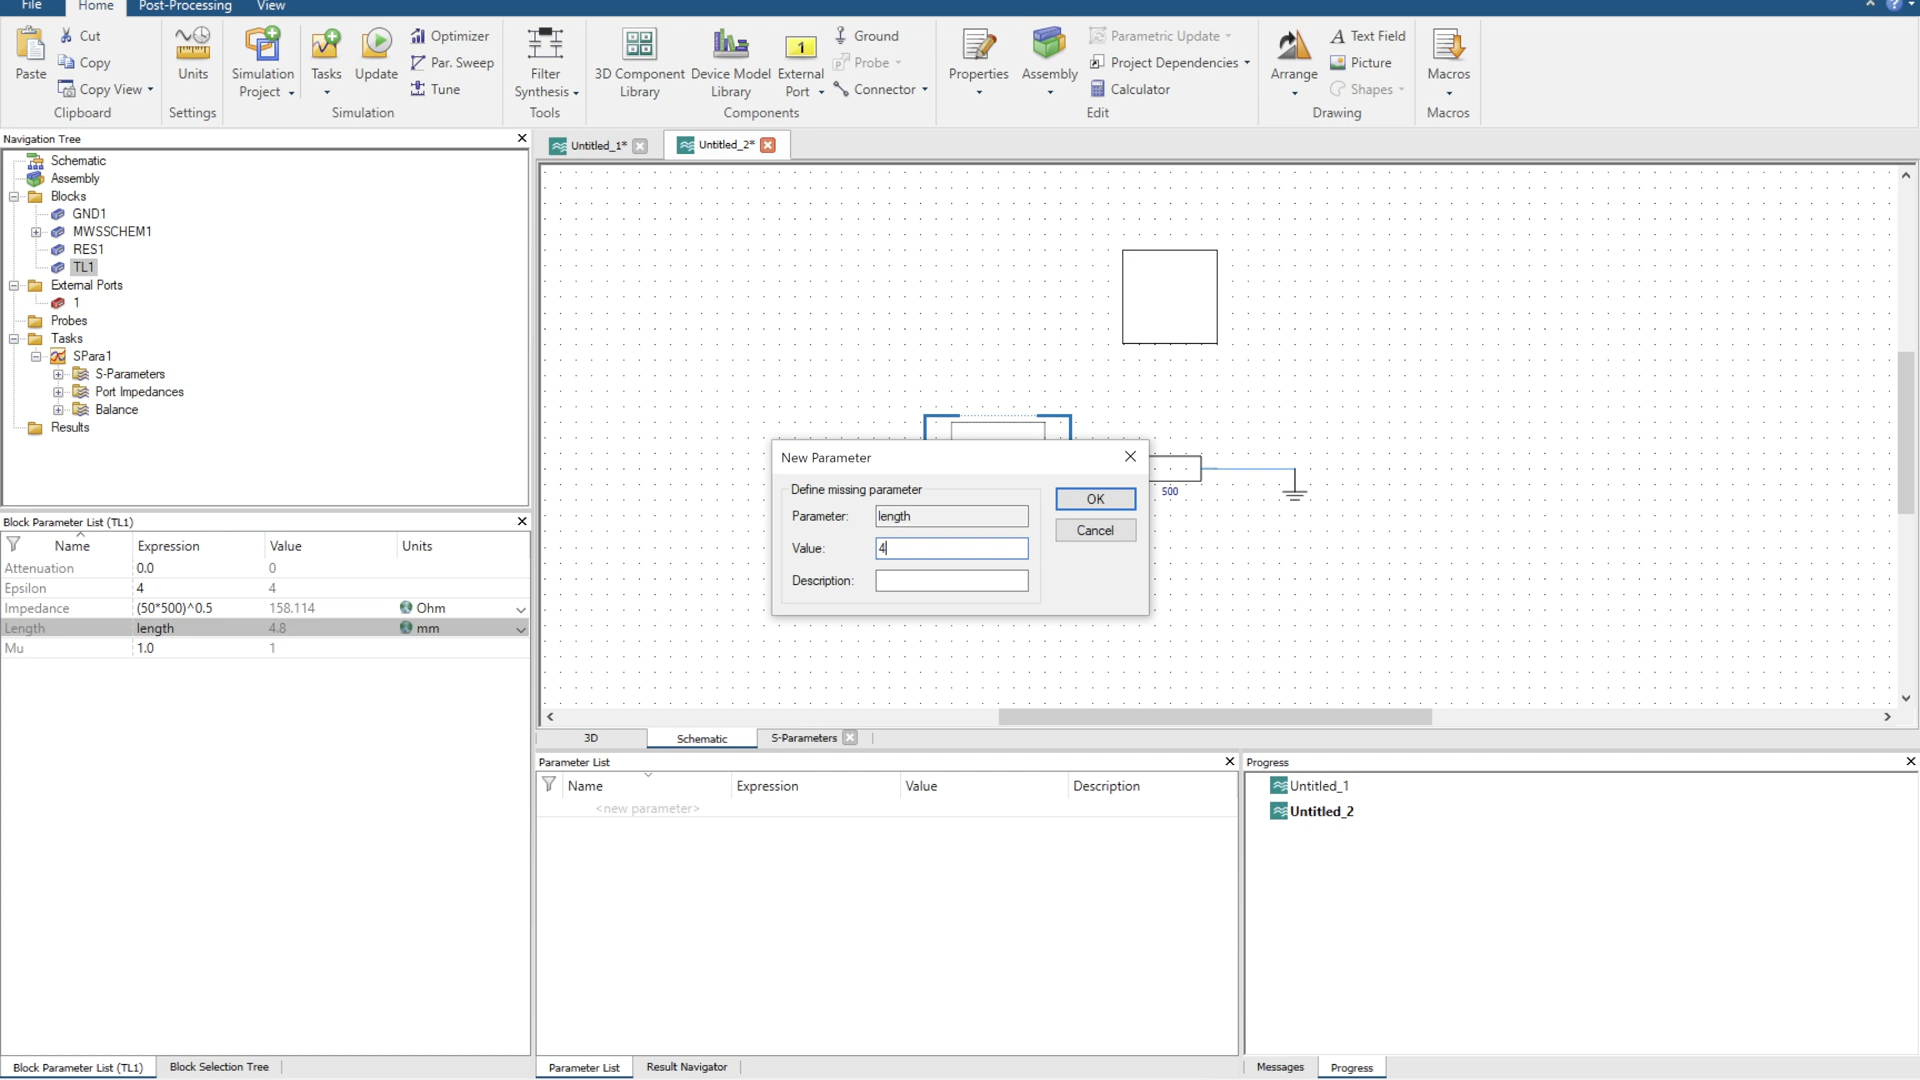 File
Home
Post-Processing
View
Paste
Cut
Copy
Copy View
Clipboard
Units
Settings
Simulation
Project
Tasks
Update
Optimizer
Par. Sweep
Tune
Simulation
Filter
Synthesis
Tools
3D Component
Library
Device Model
Library
1
External
Port
Ground
Probe
Connector
Components
Properties
Assembly
Parametric Update
Project Dependencies
Calculator
Edit
Arrange
A Text Field
Picture
Shapes
Drawing
Macros
Macros
Navigation Tree
Schematic
Assembly
Blocks
GND1
MWSSCHEM1
RES1
TL1
External Ports
1
Probes
Tasks
SPara1
S-Parameters
Port Impedances
Balance
Results
Block Parameter List (TL1)
Name Expression Value Units
Attenuation 0.0 0
Epsilon 4 4
Impedance (50*500)^0.5 158.114 Ohm
Length length 4.8 mm
Mu 1.0 1
Block Parameter List (TL1)
Block Selection Tree
Untitled_1*
Untitled_2*
500
New Parameter
Define missing parameter
Parameter: length
Value: 4
Description:
OK
Cancel
3D
Schematic
S-Parameters
Parameter List
Name Expression Value Description
<new parameter>
Parameter List
Result Navigator
Progress
Untitled_1
Untitled_2
Messages
Progress